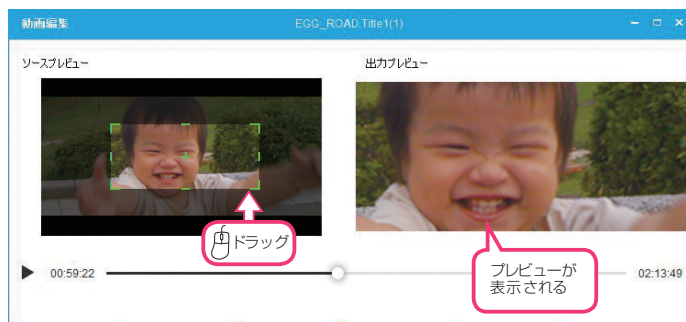 動画編集
EGG_ROAD.Title1(1)
ソースプレビュー
出力プレビュー
ドラッグ
プレビューが
表示される
00:59:22
02:13:49